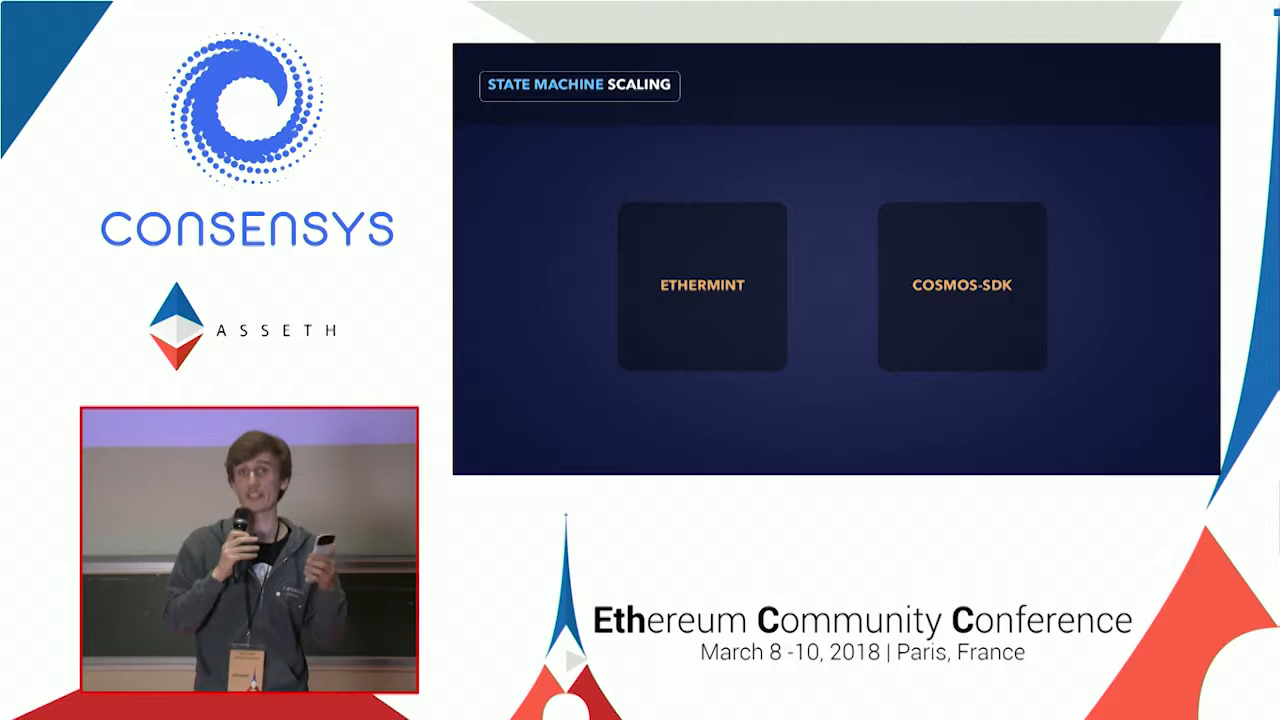 CONSENSYS
ASSETH
STATE MACHINE SCALING
ETHERMINT
COSMOS-SDK
Ethereum Community Conference
March 8 -10, 2018 | Paris, France